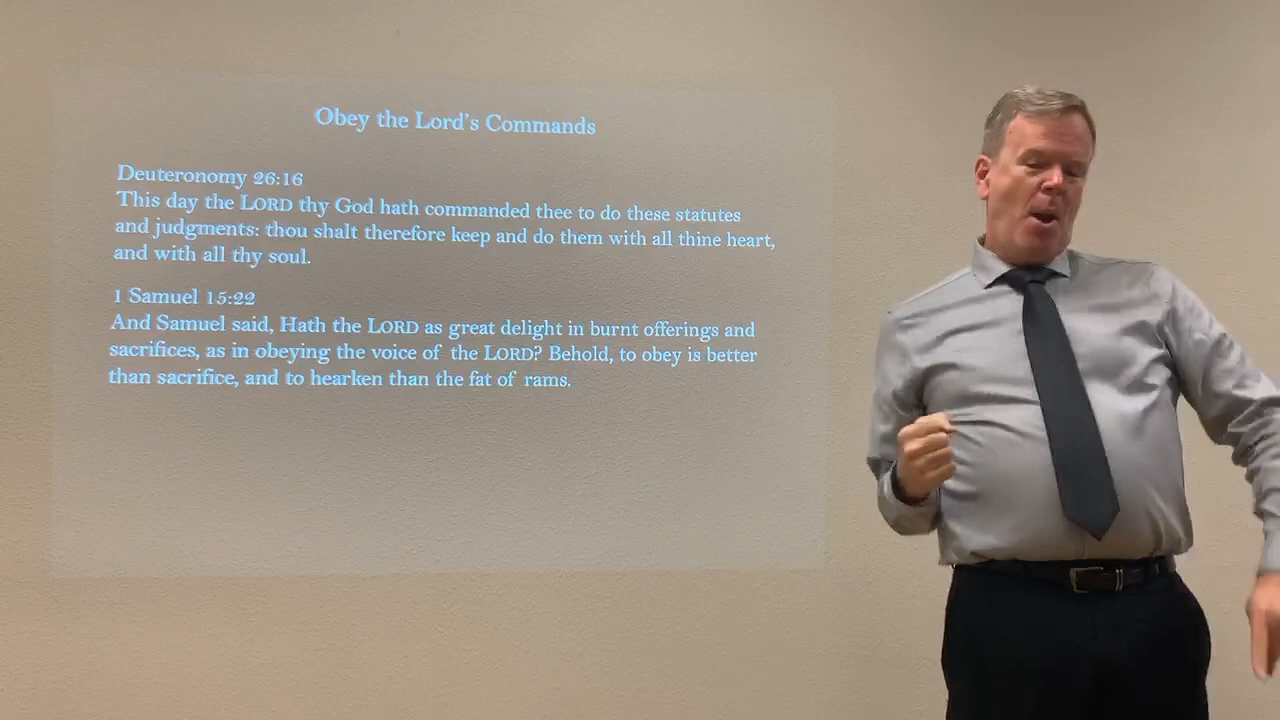 Obey the Lord's Commands
Deuteronomy 26:16
This day the LORD thy God hath commanded thee to do these statutes
and judgments: thou shalt therefore keep and do them with all thine heart,
and with all thy soul.
1 Samuel 15:22
And Samuel said, Hath the LORD as great delight in burnt offerings and
sacrifices, as in obeying the voice of the LORD? Behold, to obey is better
than sacrifice, and to hearken than the fat of rams.